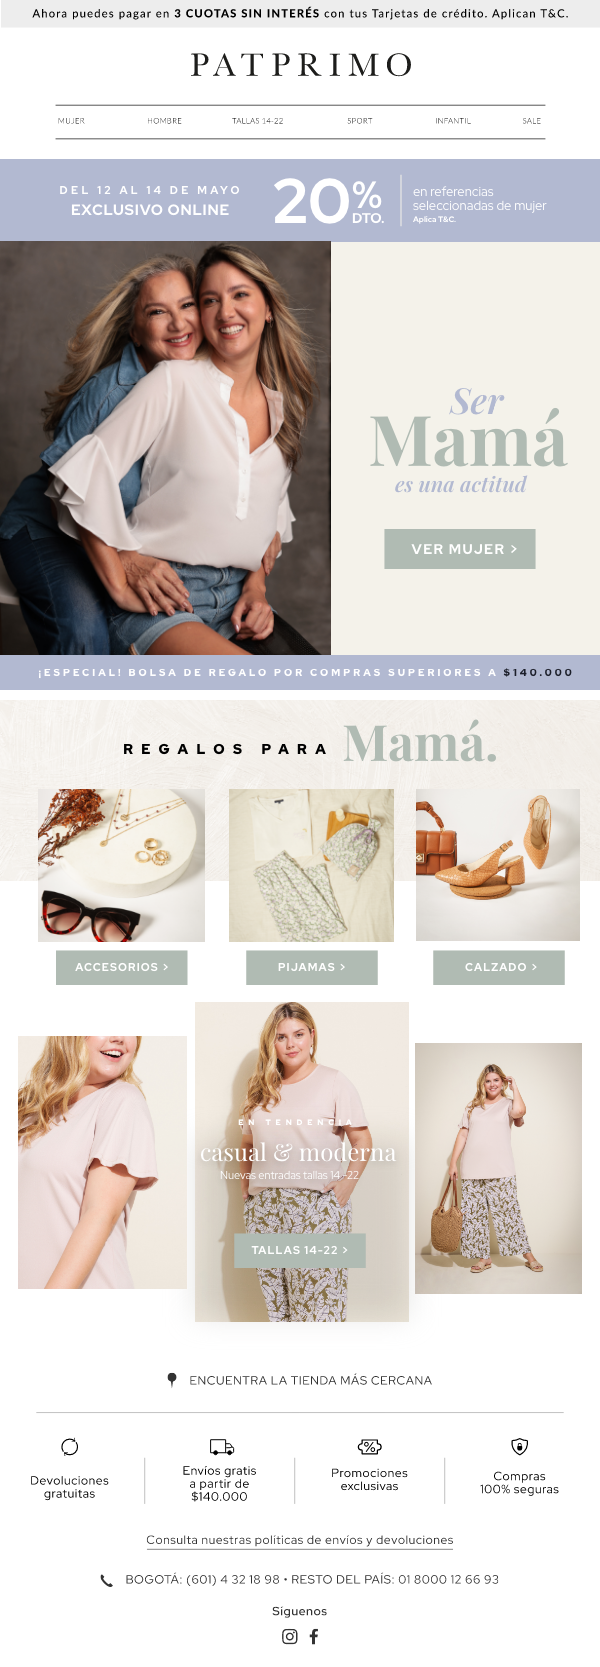 Ahora puedes pagar en 3 CUOTAS SIN INTERÉS con tus Tarjetas de crédito. Aplican T&C.
PATPRIMO
MUJER HOMBRE TALLAS 14-22 SPORT INFANTIL SALE
DEL 12 AL 14 DE MAYO
EXCLUSIVO ONLINE
20% DTO.
en referencias
seleccionadas de mujer
Aplica T&C.
Ser
Mamá
es una actitud
VER MUJER >
¡ESPECIAL! BOLSA DE REGALO POR COMPRAS SUPERIORES A $140.000
REGALOS PARA Mamá.
ACCESORIOS > PIJAMAS > CALZADO >
EN TENDENCIA
casual & moderna
Nuevas entradas tallas 14 -22
TALLAS 14-22 >
ENCUENTRA LA TIENDA MÁS CERCANA
Devoluciones
gratuitas
Envíos gratis
a partir de
$140.000
Promociones
exclusivas
Compras
100% seguras
Consulta nuestras políticas de envíos y devoluciones
BOGOTÁ: (601) 4 32 18 98 • RESTO DEL PAÍS: 01 8000 12 66 93
Síguenos